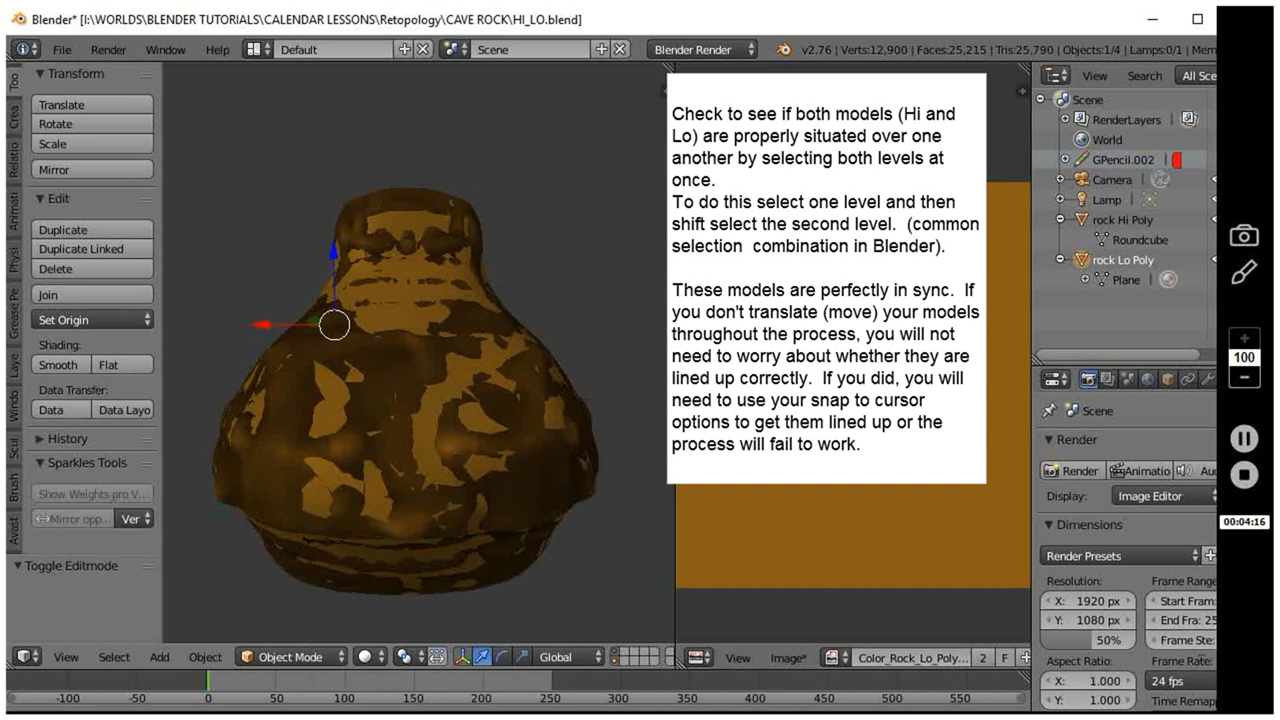 Blender* [I:\WORLDS\BLENDER TUTORIALS\CALENDAR LESSONS\Retopology\CAVE ROCK\HI_LO.blend]
File Render Window Help Default Scene Blender Render v2.76 | Verts:12,900 | Faces:25,215 | Tris:25,790 | Objects:1/4 | Lamps:0/1 | Mem
Transform
Translate
Rotate
Scale
Mirror
Edit
Duplicate
Duplicate Linked
Delete
Join
Set Origin
Shading:
Smooth Flat
Data Transfer:
Data Data Layo
History
Sparkles Tools
Show Weights pro V...
Mirror opp... Ver
Toggle Editmode
Too
Crea
Relatio
Animati
Physi
Grease Pe
Laye
Windo
Scul
Brush
Avast
Check to see if both models (Hi and
Lo) are properly situated over one
another by selecting both levels at
once.
To do this select one level and then
shift select the second level. (common
selection combination in Blender).
These models are perfectly in sync. If
you don't translate (move) your models
throughout the process, you will not
need to worry about whether they are
lined up correctly. If you did, you will
need to use your snap to cursor
options to get them lined up or the
process will fail to work.
View Search All Sce
Scene
RenderLayers
World
GPencil.002
Camera
Lamp
rock Hi Poly
Roundcube
rock Lo Poly
Plane
Scene
Render
Render Animatio Au
Display: Image Editor
Dimensions
Render Presets
Resolution: Frame Range
X: 1920 px Start Fram:
Y: 1080 px End Fra: 25
50% Frame Ste:
Aspect Ratio: Frame Rate:
X: 1.000 24 fps
Y: 1.000 Time Remap
100
00:04:16
View Select Add Object Object Mode Global
View Image* Color_Rock_Lo_Poly... 2 F
-100 -50 0 50 100 150 200 250 300 350 400 450 500 550